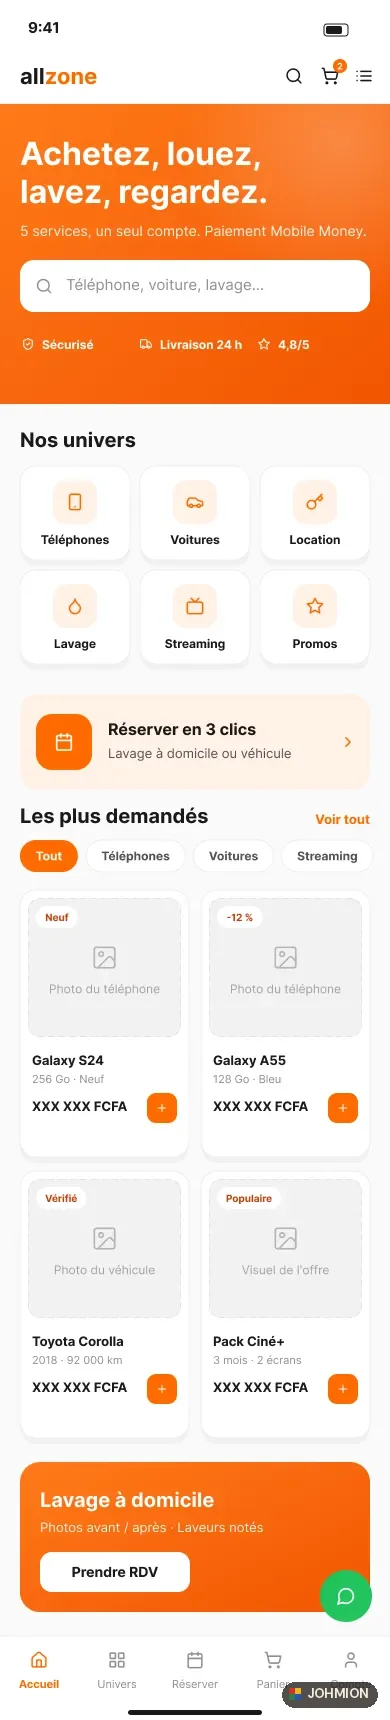 9:41
allzone
2
Achetez, louez,
lavez, regardez.
5 services, un seul compte. Paiement Mobile Money.
Téléphone, voiture, lavage...
Sécurisé
Livraison 24 h
4,8/5
Nos univers
Téléphones
Voitures
Location
Lavage
Streaming
Promos
Réserver en 3 clics
Lavage à domicile ou véhicule
Les plus demandés
Voir tout
Tout
Téléphones
Voitures
Streaming
Neuf
Photo du téléphone
Galaxy S24
256 Go · Neuf
XXX XXX FCFA
+
-12 %
Photo du téléphone
Galaxy A55
128 Go · Bleu
XXX XXX FCFA
+
Vérifié
Photo du véhicule
Toyota Corolla
2018 · 92 000 km
XXX XXX FCFA
+
Populaire
Visuel de l'offre
Pack Ciné+
3 mois · 2 écrans
XXX XXX FCFA
+
Lavage à domicile
Photos avant / après · Laveurs notés
Prendre RDV
Accueil
Univers
Réserver
Panier
JOHMION